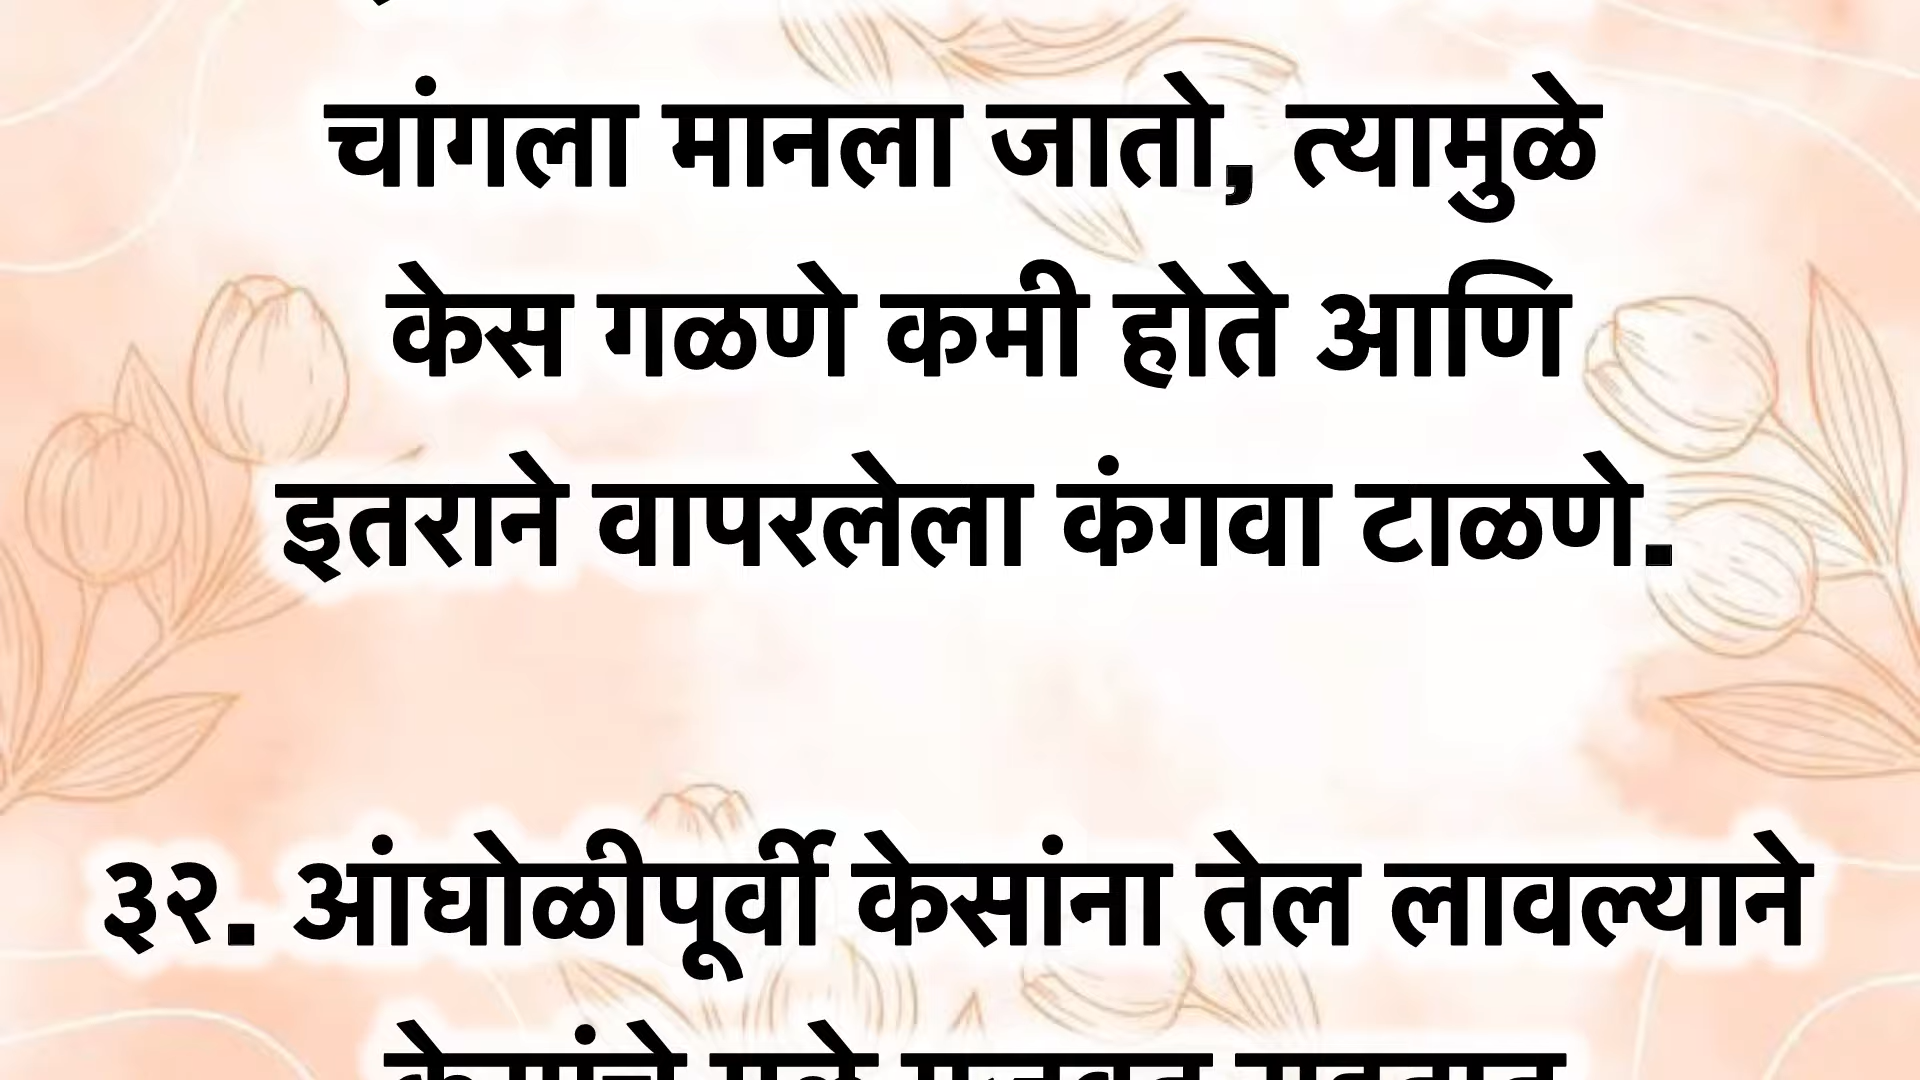 चांगला मानला जातो, त्यामुळे
केस गळणे कमी होते आणि
इतराने वापरलेला कंगवा टाळणे.
३२. आंघोळीपूर्वी केसांना तेल लावल्याने
केसांचे